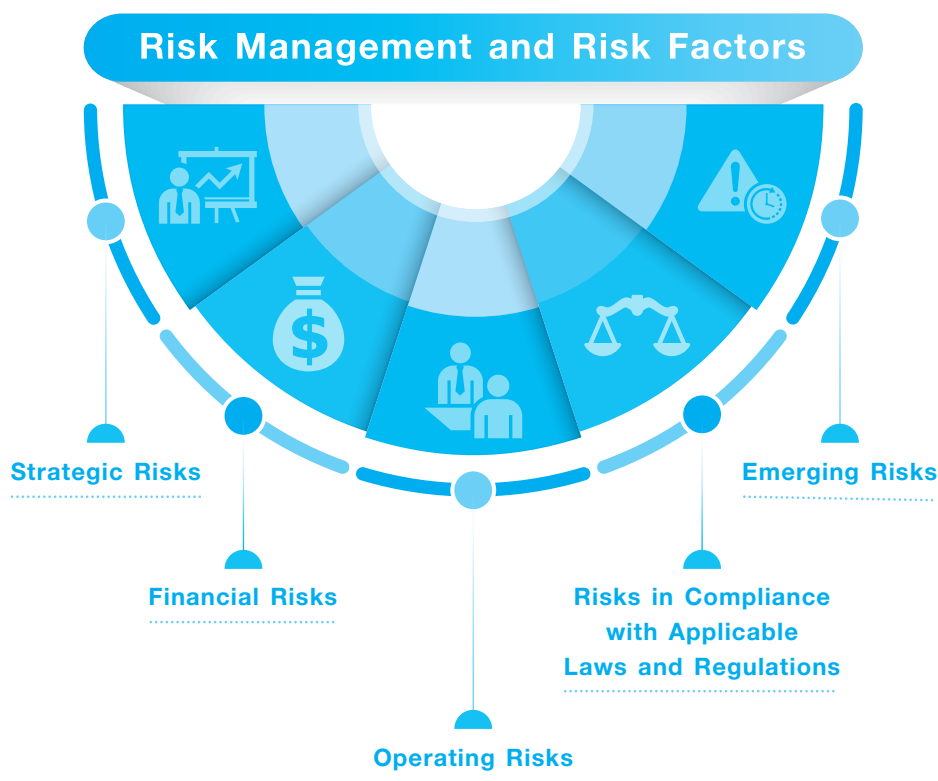 Risk Management and Risk Factors
$
Strategic Risks
Financial Risks
Operating Risks
Risks in Compliance
with Applicable
Laws and Regulations
Emerging Risks